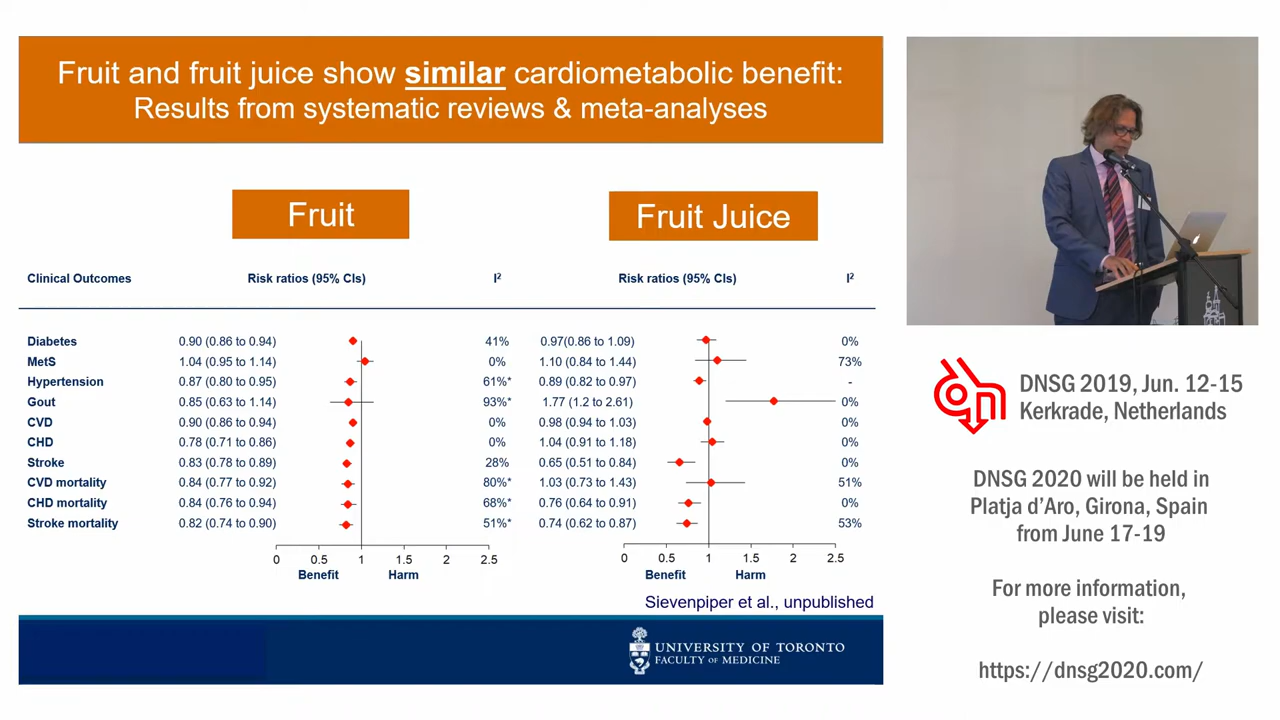 Fruit and fruit juice show similar cardiometabolic benefit:
Results from systematic reviews & meta-analyses
Fruit
Fruit Juice
Clinical Outcomes Risk ratios (95% CIs) I² Risk ratios (95% CIs) I²
Diabetes 0.90 (0.86 to 0.94) 41% 0.97(0.86 to 1.09) 0%
MetS 1.04 (0.95 to 1.14) 0% 1.10 (0.84 to 1.44) 73%
Hypertension 0.87 (0.80 to 0.95) 61%* 0.89 (0.82 to 0.97) -
Gout 0.85 (0.63 to 1.14) 93%* 1.77 (1.2 to 2.61) 0%
CVD 0.90 (0.86 to 0.94) 0% 0.98 (0.94 to 1.03) 0%
CHD 0.78 (0.71 to 0.86) 0% 1.04 (0.91 to 1.18) 0%
Stroke 0.83 (0.78 to 0.89) 28% 0.65 (0.51 to 0.84) 0%
CVD mortality 0.84 (0.77 to 0.92) 80%* 1.03 (0.73 to 1.43) 51%
CHD mortality 0.84 (0.76 to 0.94) 68%* 0.76 (0.64 to 0.91) 0%
Stroke mortality 0.82 (0.74 to 0.90) 51%* 0.74 (0.62 to 0.87) 53%
0 0.5 1 1.5 2 2.5 0 0.5 1 1.5 2 2.5
Benefit Harm Benefit Harm
Sievenpiper et al., unpublished
UNIVERSITY OF TORONTO
FACULTY OF MEDICINE
DNSG 2019, Jun. 12-15
Kerkrade, Netherlands
DNSG 2020 will be held in
Platja d'Aro, Girona, Spain
from June 17-19
For more information,
please visit:
https://dnsg2020.com/